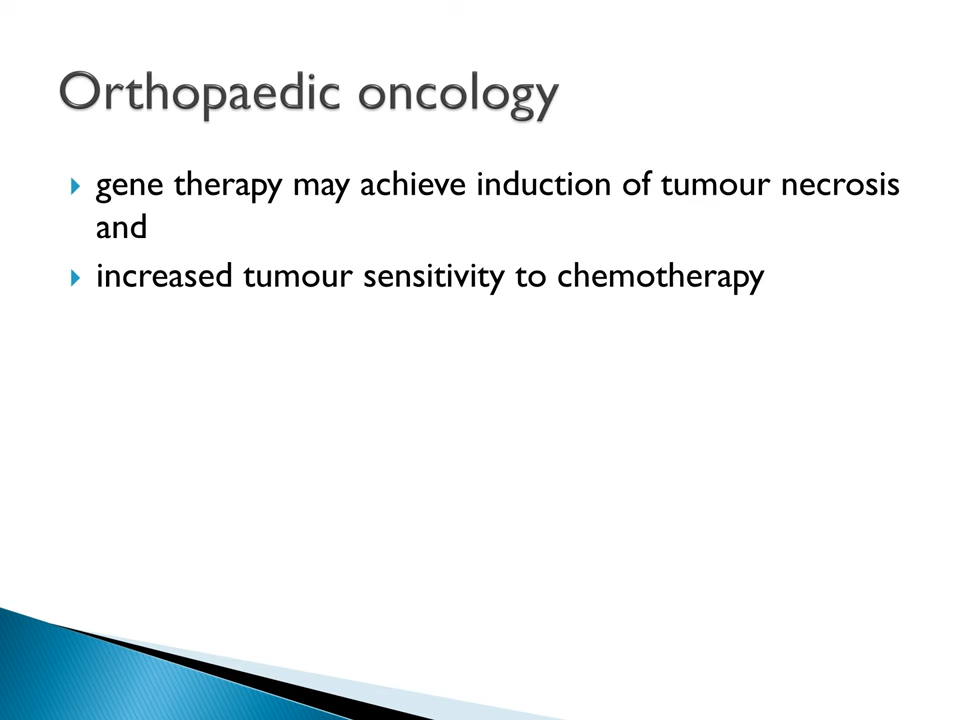 Orthopaedic oncology
gene therapy may achieve induction of tumour necrosis
and
increased tumour sensitivity to chemotherapy